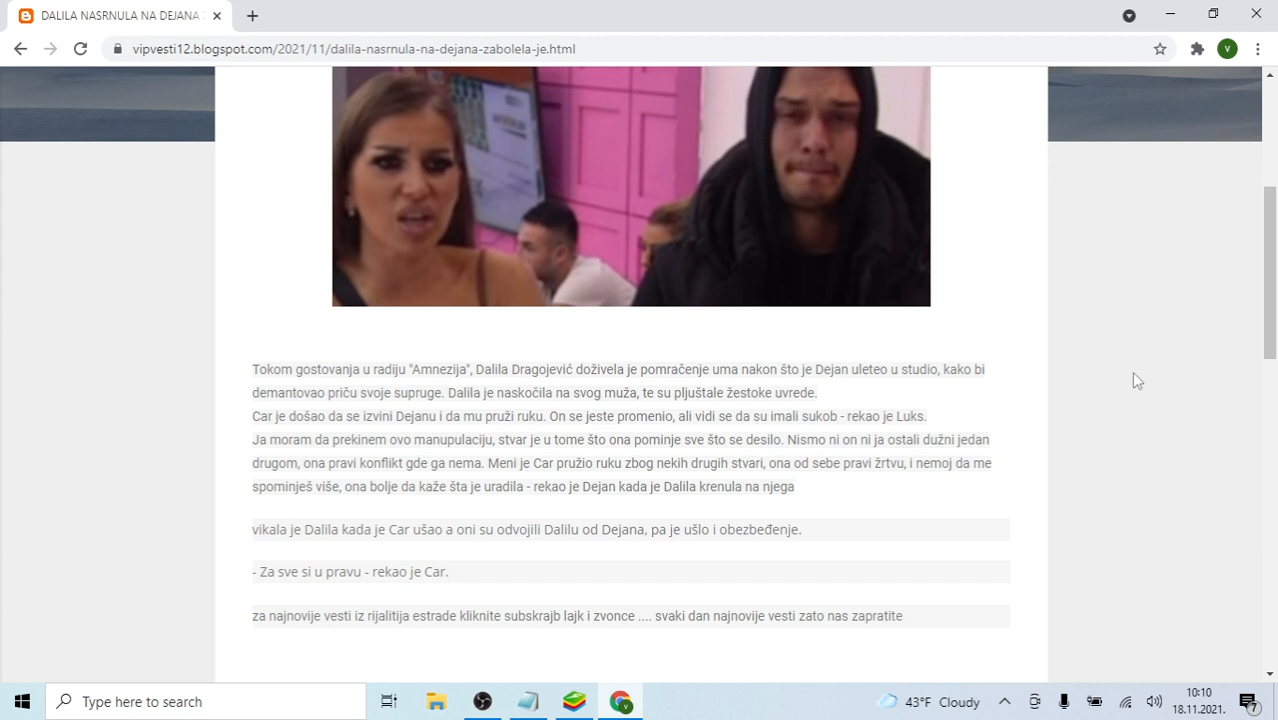 DALILA NASRNULA NA DEJANA
vipvesti12.blogspot.com/2021/11/dalila-nasrnula-na-dejana-zabolela-je.html
V
Tokom gostovanja u radiju "Amnezija", Dalila Dragojević doživela je pomračenje uma nakon što je Dejan uleteo u studio, kako bi
demantovao priču svoje supruge. Dalila je naskočila na svog muža, te su pljuštale žestoke uvrede.
Car je došao da se izvini Dejanu i da mu pruži ruku. On se jeste promenio, ali vidi se da su imali sukob - rekao je Luks.
Ja moram da prekinem ovo manupulaciju, stvar je u tome što ona pominje sve što se desilo. Nismo ni on ni ja ostali dužni jedan
drugom, ona pravi konflikt gde ga nema. Meni je Car pružio ruku zbog nekih drugih stvari, ona od sebe pravi žrtvu, i nemoj da me
spominješ više, ona bolje da kaže šta je uradila - rekao je Dejan kada je Dalila krenula na njega
vikala je Dalila kada je Car ušao a oni su odvojili Dalilu od Dejana, pa je ušlo i obezbeđenje.
- Za sve si u pravu - rekao je Car.
za najnovije vesti iz rijalitija estrade kliknite subskrajb lajk i zvonce .... svaki dan najnovije vesti zato nas zapratite
Type here to search
43°F Cloudy
10:10
18.11.2021.
7